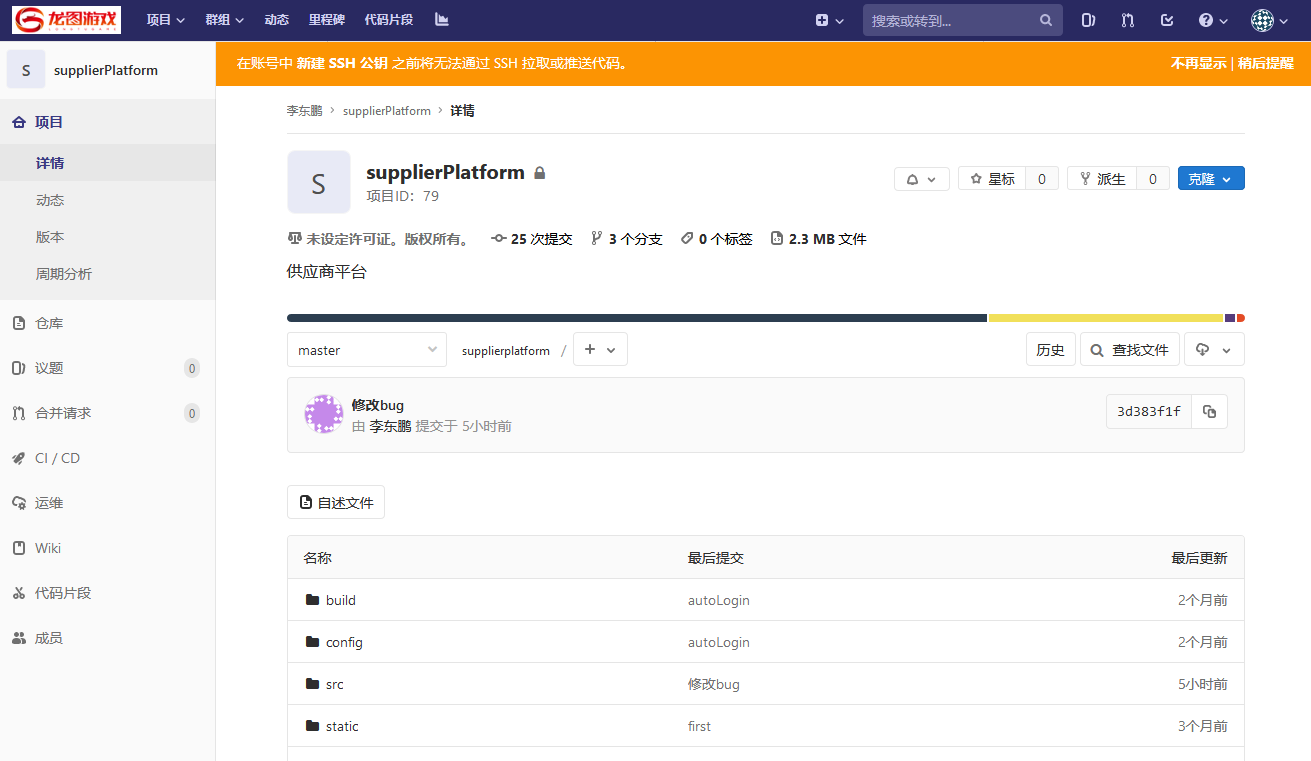 龙图游戏
项目 群组 动态 里程碑 代码片段 搜索或转到...
S supplierPlatform
在账号中 新建 SSH 公钥 之前将无法通过 SSH 拉取或推送代码。 不再显示 | 稍后提醒
项目
详情
动态
版本
周期分析
仓库
议题 0
合并请求 0
CI / CD
运维
Wiki
代码片段
成员
李东鹏 › supplierPlatform › 详情
S
supplierPlatform
项目ID: 79
星标 0 派生 0 克隆
未设定许可证。版权所有。 25 次提交 3 个分支 0 个标签 2.3 MB 文件
供应商平台
master supplierplatform / + 历史 查找文件
修改bug
由 李东鹏 提交于 5小时前
3d383f1f
自述文件
名称 最后提交 最后更新
build autoLogin 2个月前
config autoLogin 2个月前
src 修改bug 5小时前
static first 3个月前